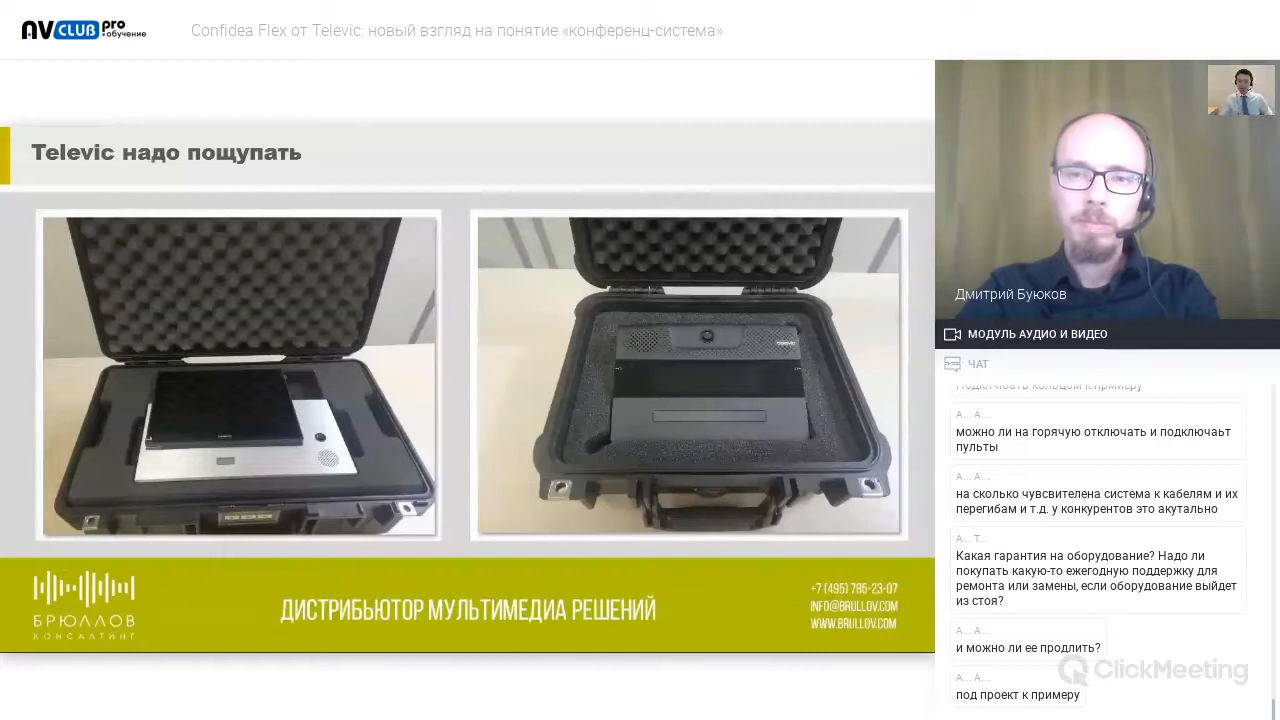 AVCLUB pro
.обучение
Confidea Flex от Televic: новый взгляд на понятие «конференц-система»
Televic надо пощупать
televic
БРЮЛЛОВ
КОНСАЛТИНГ
ДИСТРИБЬЮТОР МУЛЬТИМЕДИА РЕШЕНИЙ
+7 (495) 785-23-07
INFO@BRULLOV.COM
WWW.BRULLOV.COM
Дмитрий Буюков
МОДУЛЬ АУДИО И ВИДЕО
ЧАТ
А... А...
можно ли на горячую отключать и подключаьт
пульты
А... А...
на сколько чувсвителена система к кабелям и их
перегибам и т.д. у конкурентов это акутально
А... Т...
Какая гарантия на оборудование? Надо ли
покупать какую-то ежегодную поддержку для
ремонта или замены, если оборудование выйдет
из стоя?
А... А...
и можно ли ее продлить?
А... А...
под проект к примеру
ClickMeeting